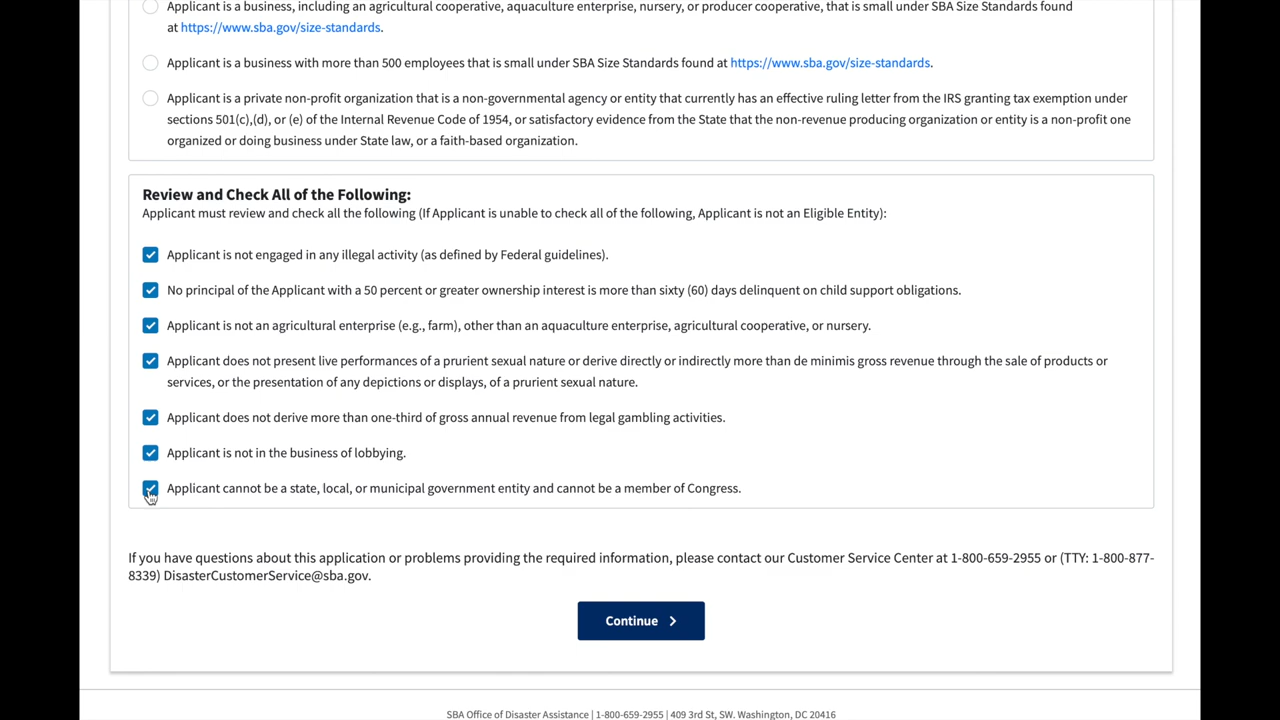 Applicant is a business, including an agricultural cooperative, aquaculture enterprise, nursery, or producer cooperative, that is small under SBA Size Standards found
at https://www.sba.gov/size-standards.
Applicant is a business with more than 500 employees that is small under SBA Size Standards found at https://www.sba.gov/size-standards.
Applicant is a private non-profit organization that is a non-governmental agency or entity that currently has an effective ruling letter from the IRS granting tax exemption under
sections 501(c),(d), or (e) of the Internal Revenue Code of 1954, or satisfactory evidence from the State that the non-revenue producing organization or entity is a non-profit one
organized or doing business under State law, or a faith-based organization.
Review and Check All of the Following:
Applicant must review and check all the following (If Applicant is unable to check all of the following, Applicant is not an Eligible Entity):
Applicant is not engaged in any illegal activity (as defined by Federal guidelines).
No principal of the Applicant with a 50 percent or greater ownership interest is more than sixty (60) days delinquent on child support obligations.
Applicant is not an agricultural enterprise (e.g., farm), other than an aquaculture enterprise, agricultural cooperative, or nursery.
Applicant does not present live performances of a prurient sexual nature or derive directly or indirectly more than de minimis gross revenue through the sale of products or
services, or the presentation of any depictions or displays, of a prurient sexual nature.
Applicant does not derive more than one-third of gross annual revenue from legal gambling activities.
Applicant is not in the business of lobbying.
Applicant cannot be a state, local, or municipal government entity and cannot be a member of Congress.
If you have questions about this application or problems providing the required information, please contact our Customer Service Center at 1-800-659-2955 or (TTY: 1-800-877-
8339) DisasterCustomerService@sba.gov.
Continue
SBA Office of Disaster Assistance | 1-800-659-2955 | 409 3rd St, SW. Washington, DC 20416